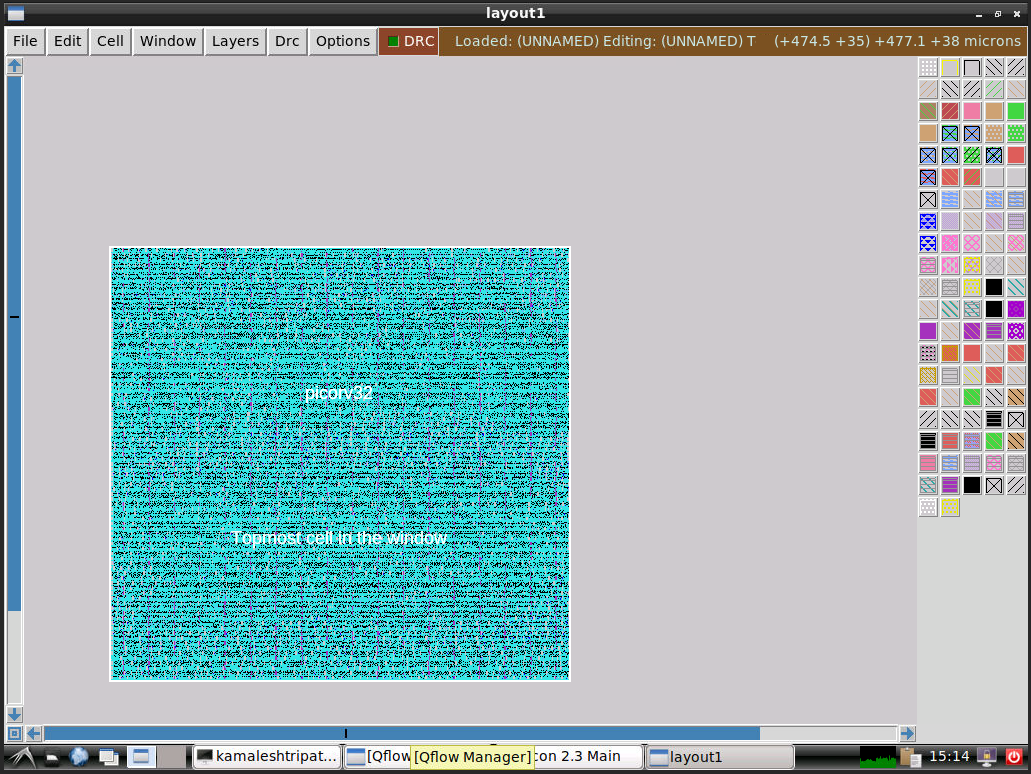 layout1
File Edit Cell Window Layers Drc Options DRC Loaded: (UNNAMED) Editing: (UNNAMED) T (+474.5 +35) +477.1 +38 microns
picorv32
Topmost cell in the window
kamaleshtripat... [Qflow [Qflow Manager] con 2.3 Main layout1 15:14